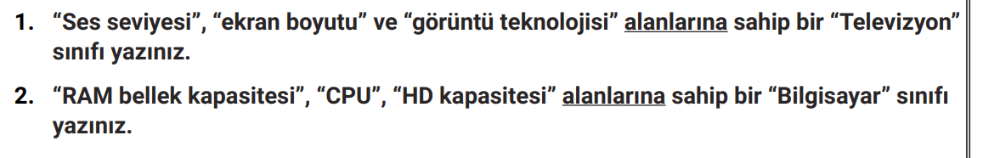 1. “Ses seviyesi”, “ekran boyutu” ve “görüntü teknolojisi” alanlarına sahip bir “Televizyon”
sınıfı yazınız.
2. “RAM bellek kapasitesi”, “CPU”, “HD kapasitesi” alanlarına sahip bir “Bilgisayar” sınıfı
yazınız.